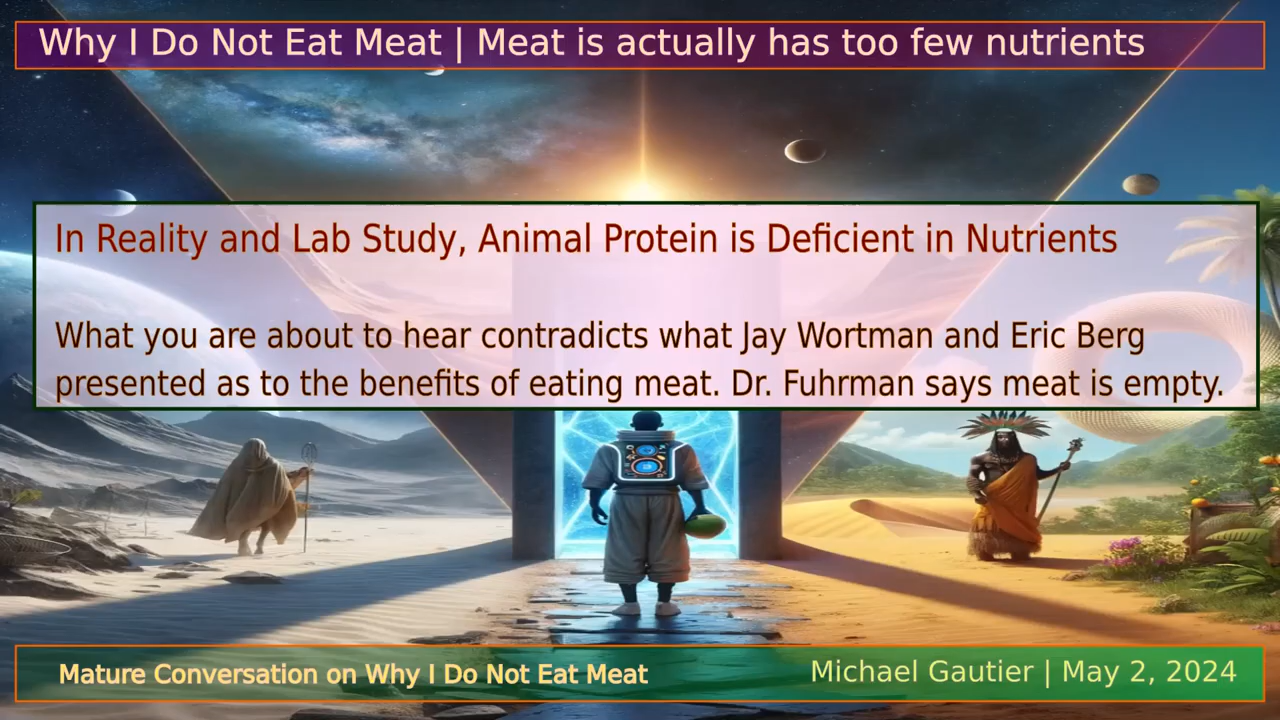 Why I Do Not Eat Meat | Meat is actually has too few nutrients
In Reality and Lab Study, Animal Protein is Deficient in Nutrients
What you are about to hear contradicts what Jay Wortman and Eric Berg
presented as to the benefits of eating meat. Dr. Fuhrman says meat is empty.
Mature Conversation on Why I Do Not Eat Meat
Michael Gautier | May 2, 2024